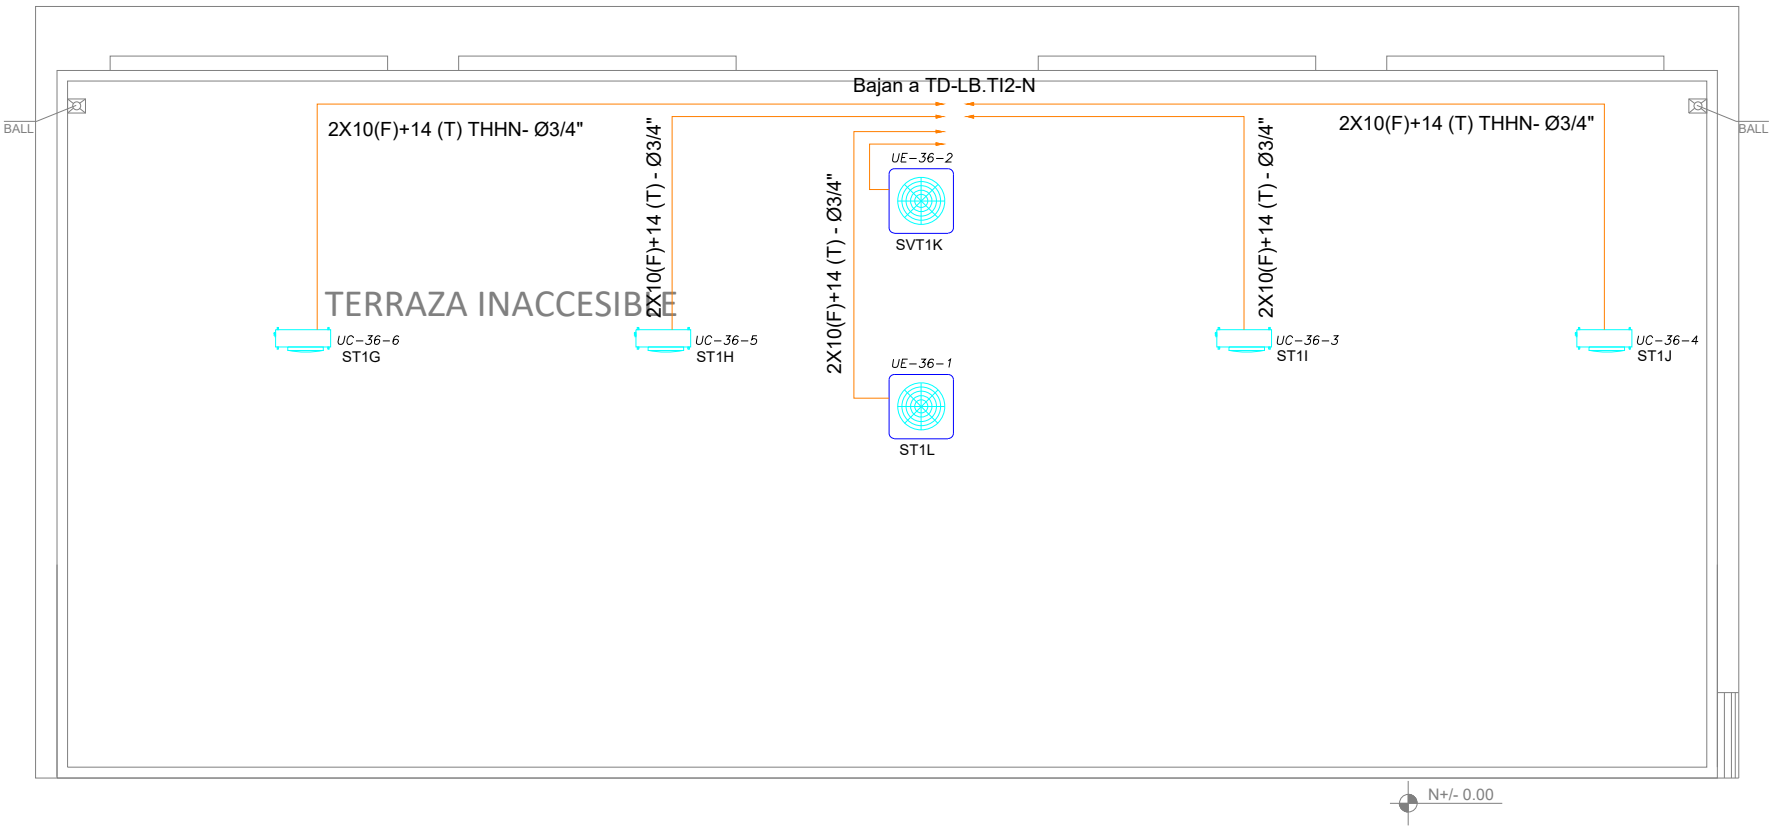 Bajan a TD-LB.TI2-N
BALL
2X10(F)+14 (T) THHN- Ø3/4"
2X10(F)+14 (T) - Ø3/4"
2X10(F)+14 (T) - Ø3/4"
2X10(F)+14 (T) - Ø3/4"
2X10(F)+14 (T) THHN- Ø3/4"
BALL
UE-36-2
SVT1K
TERRAZA INACCESIBLE
UC-36-6
ST1G
UC-36-5
ST1H
UC-36-3
ST1I
UC-36-4
ST1J
UE-36-1
ST1L
N+/- 0.00